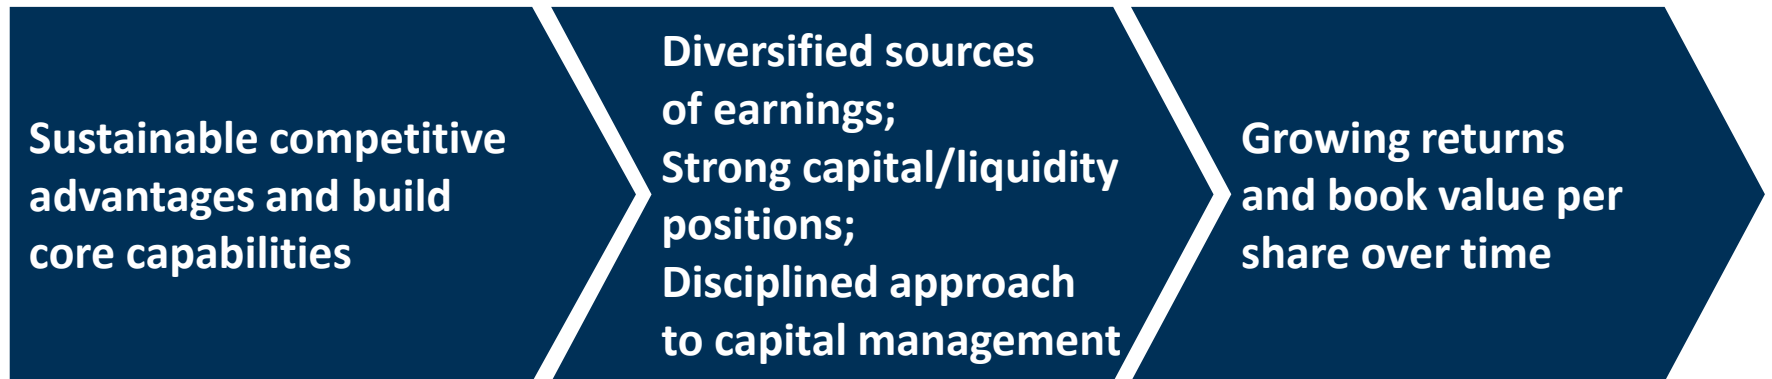 Sustainable competitive
advantages and build
core capabilities
Diversified sources
of earnings;
Strong capital/liquidity
positions;
Disciplined approach
to capital management
Growing returns
and book value per
share over time